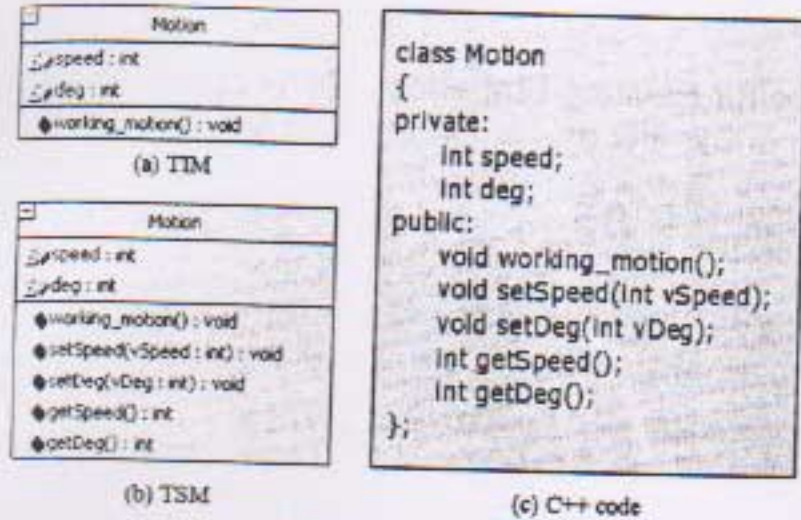 Motion
speed : int
deg : int
working_motion() : void
(a) TIM
Motion
speed : int
deg : int
working_motion() : void
setSpeed(vSpeed : int) : void
setDeg(vDeg : int) : void
getSpeed() : int
getDeg() : int
(b) TSM
class Motion
{
private:
int speed;
int deg;
public:
void working_motion();
void setSpeed(int vSpeed);
void setDeg(int vDeg);
int getSpeed();
int getDeg();
};
(c) C++ code